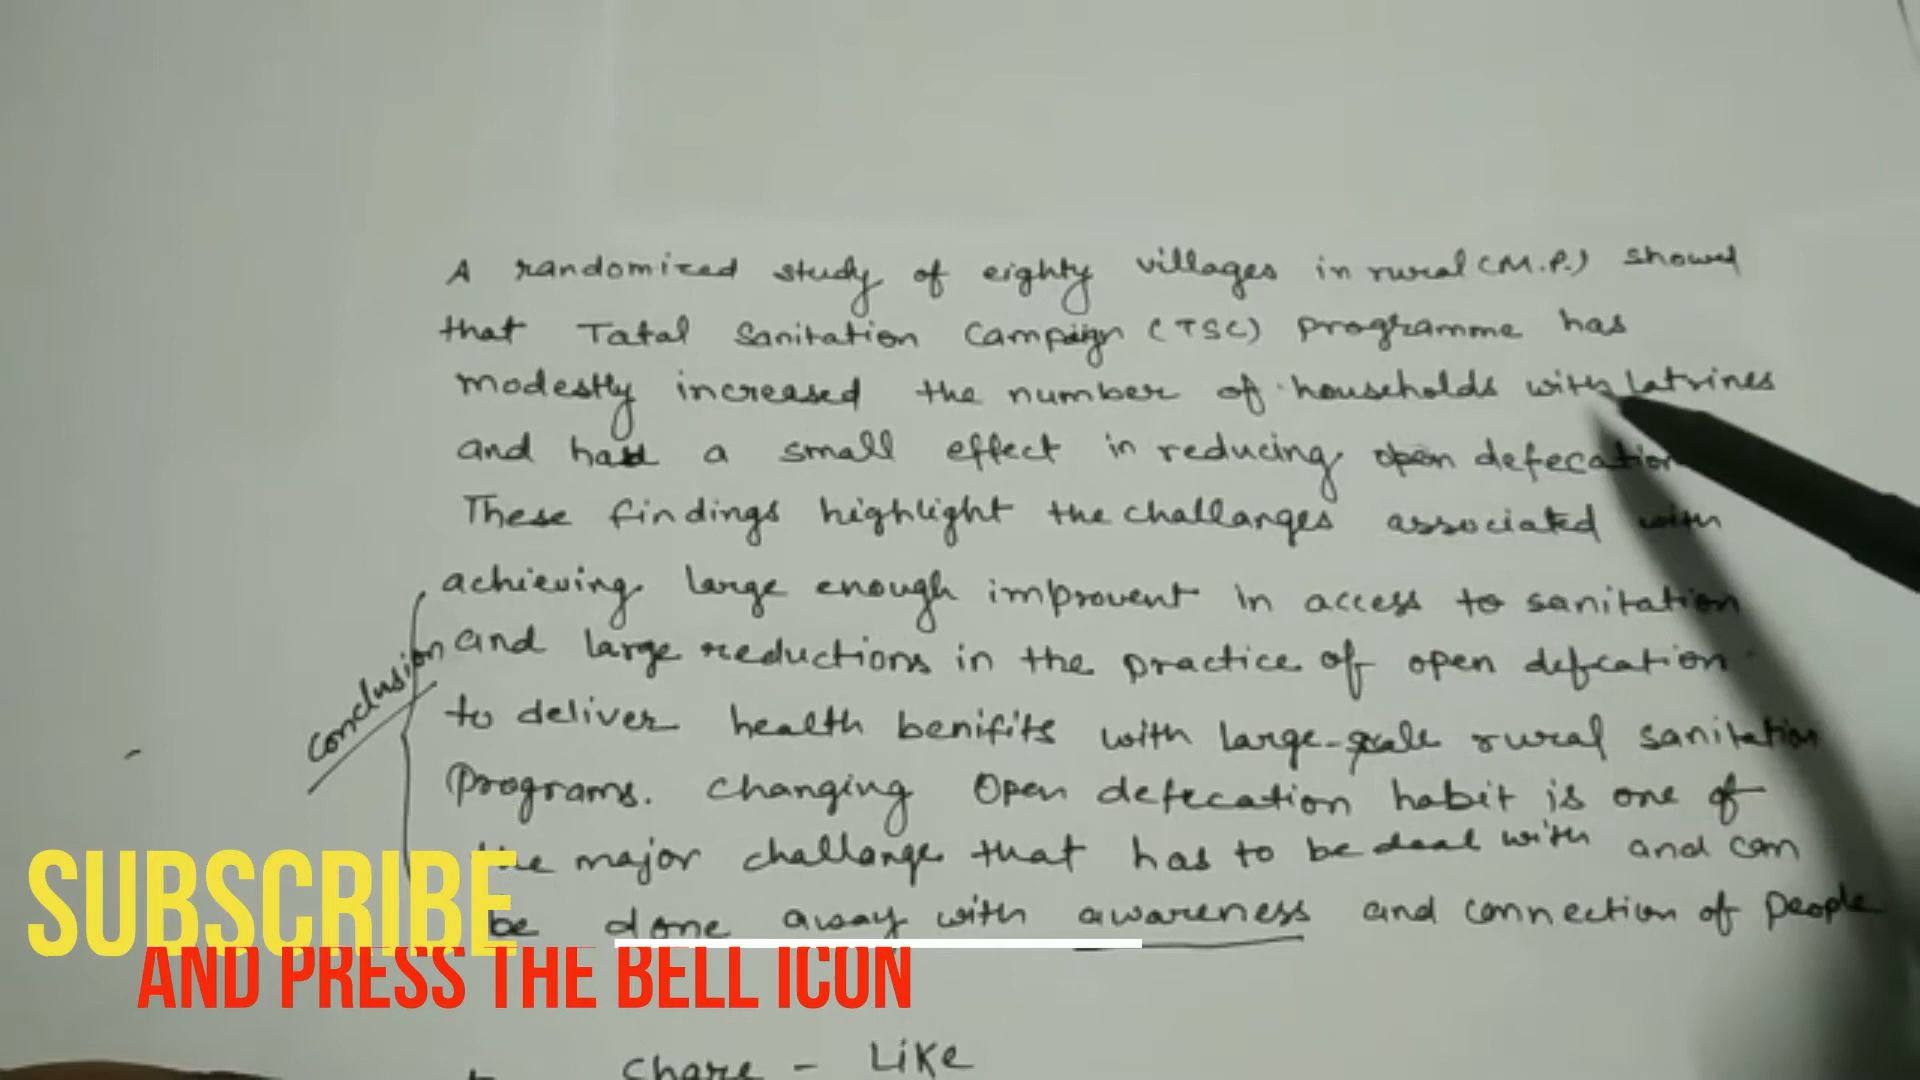 A randomized study of eighty villages in rural (M.P.) showed
that Tatal Sanitation Campaign (TSC) programme has
modestly increased the number of households with latrines
and had a small effect in reducing open defecation
These findings highlight the challanges associated with
achieving large enough improvent in access to sanitation
and large reductions in the practice of open defcation
to deliver health benifits with large-scale rural sanitation
programs. Changing Open defecation habit is one of
the major challange that has to be deal with and can
be done away with awareness and connection of people
conclusion
SUBSCRIBE
AND PRESS THE BELL ICON
Share - Like